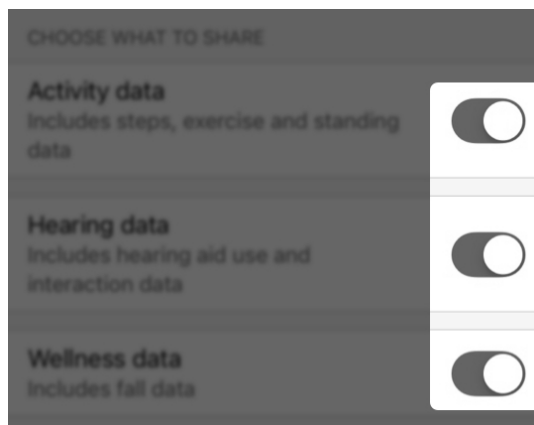 CHOOSE WHAT TO SHARE
Activity data
Includes steps, exercise and standing
data
Hearing data
Includes hearing aid use and
interaction data
Wellness data
Includes fall data